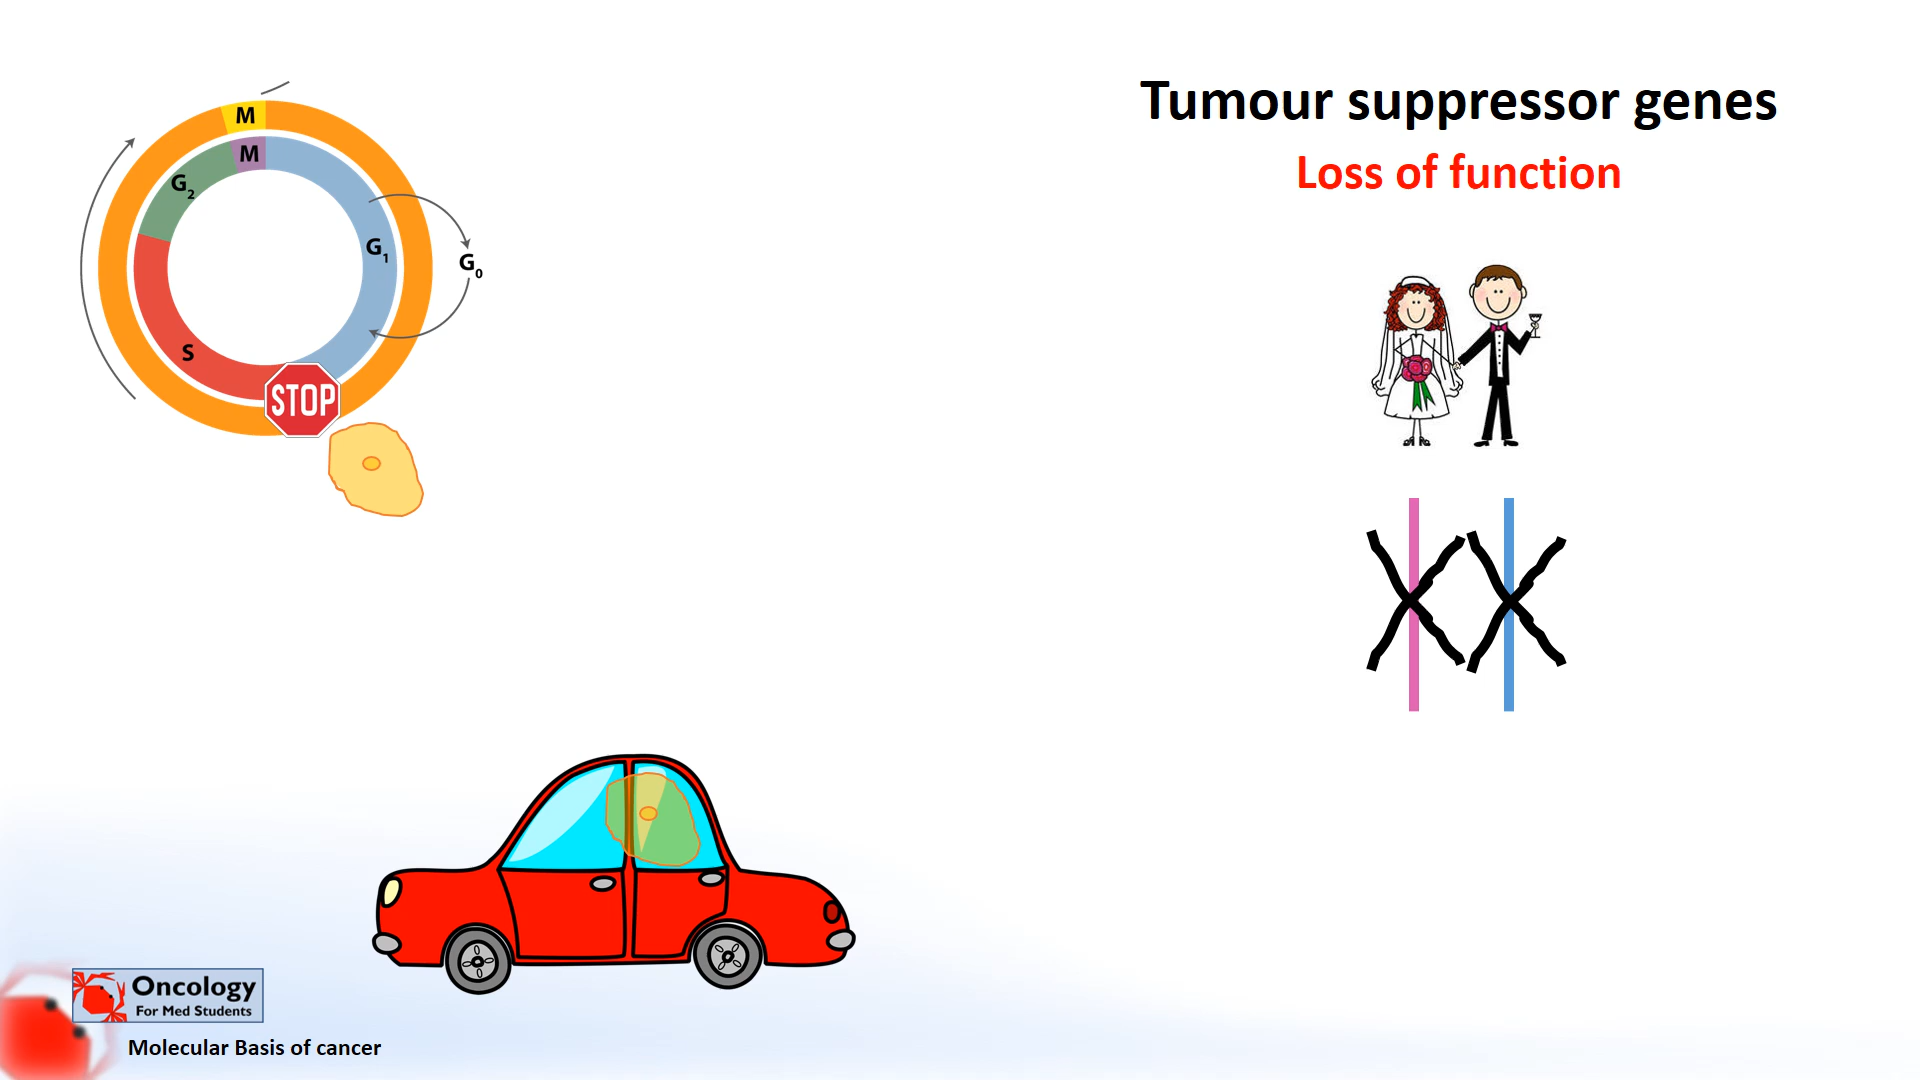 Tumour suppressor genes
Loss of function
M
M
G2
G1
G0
S
STOP
Oncology
For Med Students
Molecular Basis of cancer